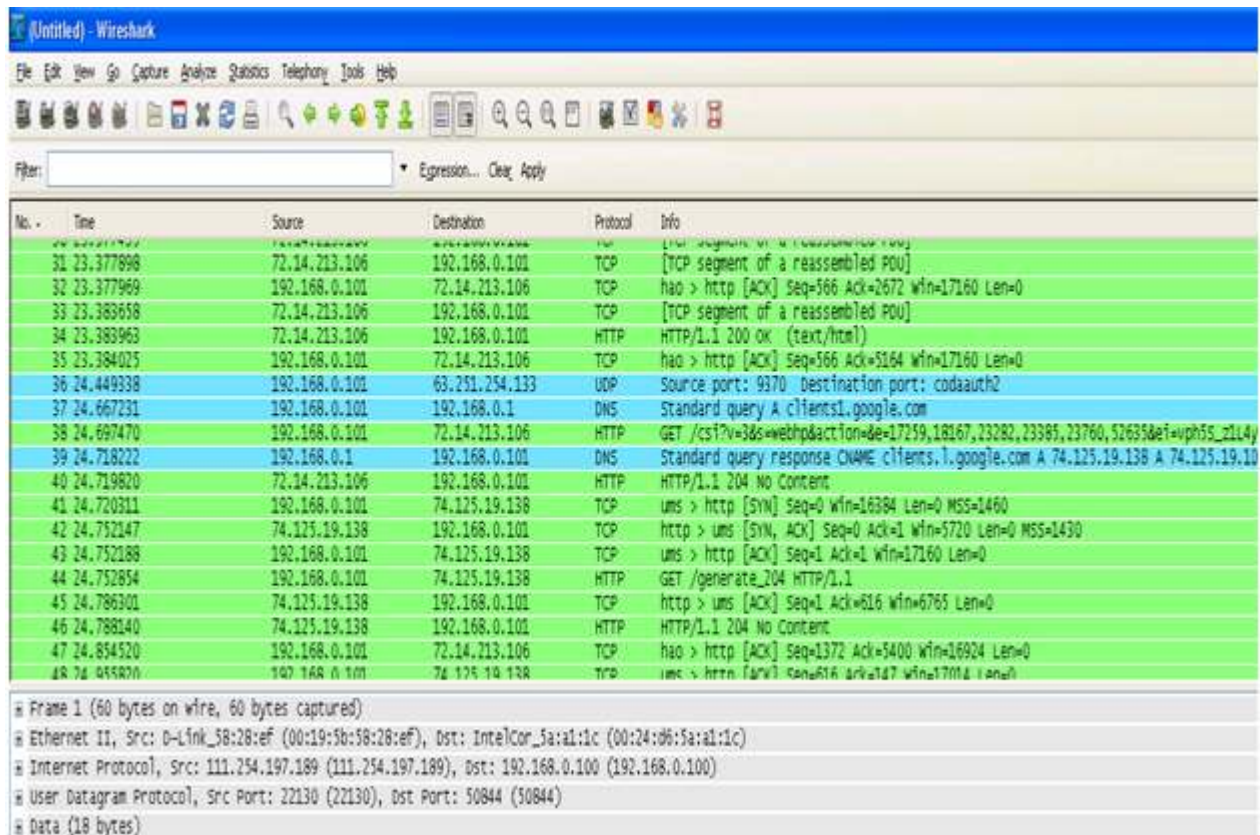 (Untitled) - Wireshark
File Edit View Go Capture Analyze Statistics Telephony Tools Help
Filter: Expression... Clear Apply
No. Time Source Destination Protocol Info
31 23.377898 72.14.213.106 192.168.0.101 TCP [TCP segment of a reassembled PDU]
32 23.377969 192.168.0.101 72.14.213.106 TCP hao > http [ACK] Seq=566 Ack=2672 Win=17160 Len=0
33 23.383658 72.14.213.106 192.168.0.101 TCP [TCP segment of a reassembled PDU]
34 23.383963 72.14.213.106 192.168.0.101 HTTP HTTP/1.1 200 OK (text/html)
35 23.384025 192.168.0.101 72.14.213.106 TCP hao > http [ACK] Seq=566 Ack=5164 Win=17160 Len=0
36 24.449338 192.168.0.101 63.251.254.133 UDP Source port: 9370 Destination port: codaauth2
37 24.667231 192.168.0.101 192.168.0.1 DNS Standard query A clients1.google.com
38 24.697470 192.168.0.101 72.14.213.106 HTTP GET /csi?v=3&s=webhp&action=&e=17259,18167,23282,23385,23760,52635&ei=vph5S_z1L4y
39 24.718222 192.168.0.1 192.168.0.101 DNS Standard query response CNAME clients.l.google.com A 74.125.19.138 A 74.125.19.10
40 24.719820 72.14.213.106 192.168.0.101 HTTP HTTP/1.1 204 No Content
41 24.720311 192.168.0.101 74.125.19.138 TCP ums > http [SYN] Seq=0 Win=16384 Len=0 MSS=1460
42 24.752147 74.125.19.138 192.168.0.101 TCP http > ums [SYN, ACK] Seq=0 Ack=1 Win=5720 Len=0 MSS=1430
43 24.752188 192.168.0.101 74.125.19.138 TCP ums > http [ACK] Seq=1 Ack=1 Win=17160 Len=0
44 24.752854 192.168.0.101 74.125.19.138 HTTP GET /generate_204 HTTP/1.1
45 24.786301 74.125.19.138 192.168.0.101 TCP http > ums [ACK] Seq=1 Ack=616 Win=6765 Len=0
46 24.788140 74.125.19.138 192.168.0.101 HTTP HTTP/1.1 204 No Content
47 24.854520 192.168.0.101 72.14.213.106 TCP hao > http [ACK] Seq=1372 Ack=5400 Win=16924 Len=0
48 24.955820 192.168.0.101 74.125.19.138 TCP ums > http [ACK] Seq=616 Ack=147 Win=17014 Len=0
Frame 1 (60 bytes on wire, 60 bytes captured)
Ethernet II, Src: D-Link_58:28:ef (00:19:5b:58:28:ef), Dst: IntelCor_5a:a1:1c (00:24:d6:5a:a1:1c)
Internet Protocol, Src: 111.254.197.189 (111.254.197.189), Dst: 192.168.0.100 (192.168.0.100)
User Datagram Protocol, Src Port: 22130 (22130), Dst Port: 50844 (50844)
Data (18 bytes)